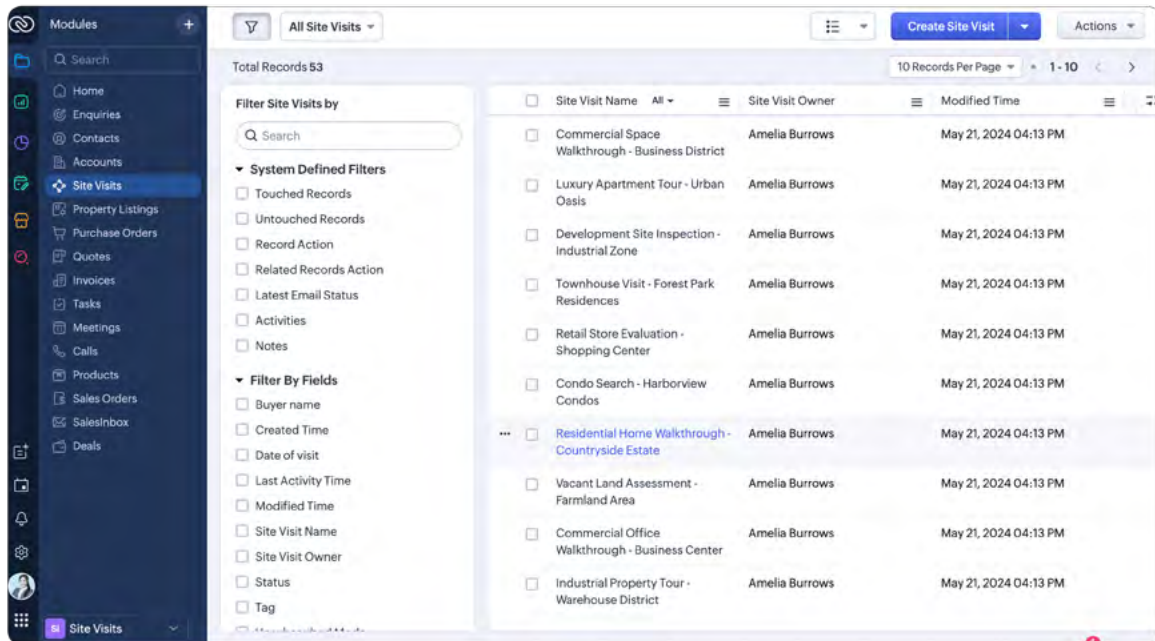 Modules
+
Search
Home
Enquiries
Contacts
Accounts
Site Visits
Property Listings
Purchase Orders
Quotes
Invoices
Tasks
Meetings
Calls
Products
Sales Orders
SalesInbox
Deals
SI Site Visits
All Site Visits
Create Site Visit
Actions
Total Records 53
10 Records Per Page
1 - 10
Filter Site Visits by
Search
System Defined Filters
Touched Records
Untouched Records
Record Action
Related Records Action
Latest Email Status
Activities
Notes
Filter By Fields
Buyer name
Created Time
Date of visit
Last Activity Time
Modified Time
Site Visit Name
Site Visit Owner
Status
Tag
Site Visit Name All Site Visit Owner Modified Time
Commercial Space Amelia Burrows May 21, 2024 04:13 PM
Walkthrough - Business District
Luxury Apartment Tour - Urban Amelia Burrows May 21, 2024 04:13 PM
Oasis
Development Site Inspection - Amelia Burrows May 21, 2024 04:13 PM
Industrial Zone
Townhouse Visit - Forest Park Amelia Burrows May 21, 2024 04:13 PM
Residences
Retail Store Evaluation - Amelia Burrows May 21, 2024 04:13 PM
Shopping Center
Condo Search - Harborview Amelia Burrows May 21, 2024 04:13 PM
Condos
Residential Home Walkthrough - Amelia Burrows May 21, 2024 04:13 PM
Countryside Estate
Vacant Land Assessment - Amelia Burrows May 21, 2024 04:13 PM
Farmland Area
Commercial Office Amelia Burrows May 21, 2024 04:13 PM
Walkthrough - Business Center
Industrial Property Tour - Amelia Burrows May 21, 2024 04:13 PM
Warehouse District